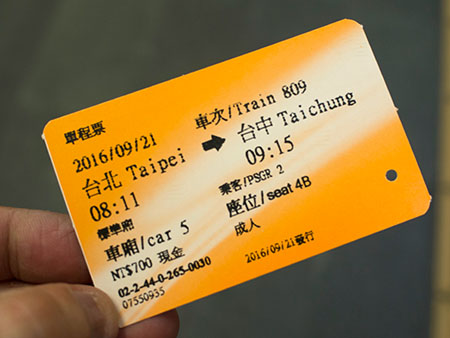 單程票
車次/Train 809
2016/09/21
台北 Taipei
➡
台中 Taichung
08:11
09:15
標準廂
乘客/PSGR 2
車廂/car 5
座位/seat 4B
NT$700 現金
成人
02-2-44-0-265-0030
07550935
2016/09/21發行